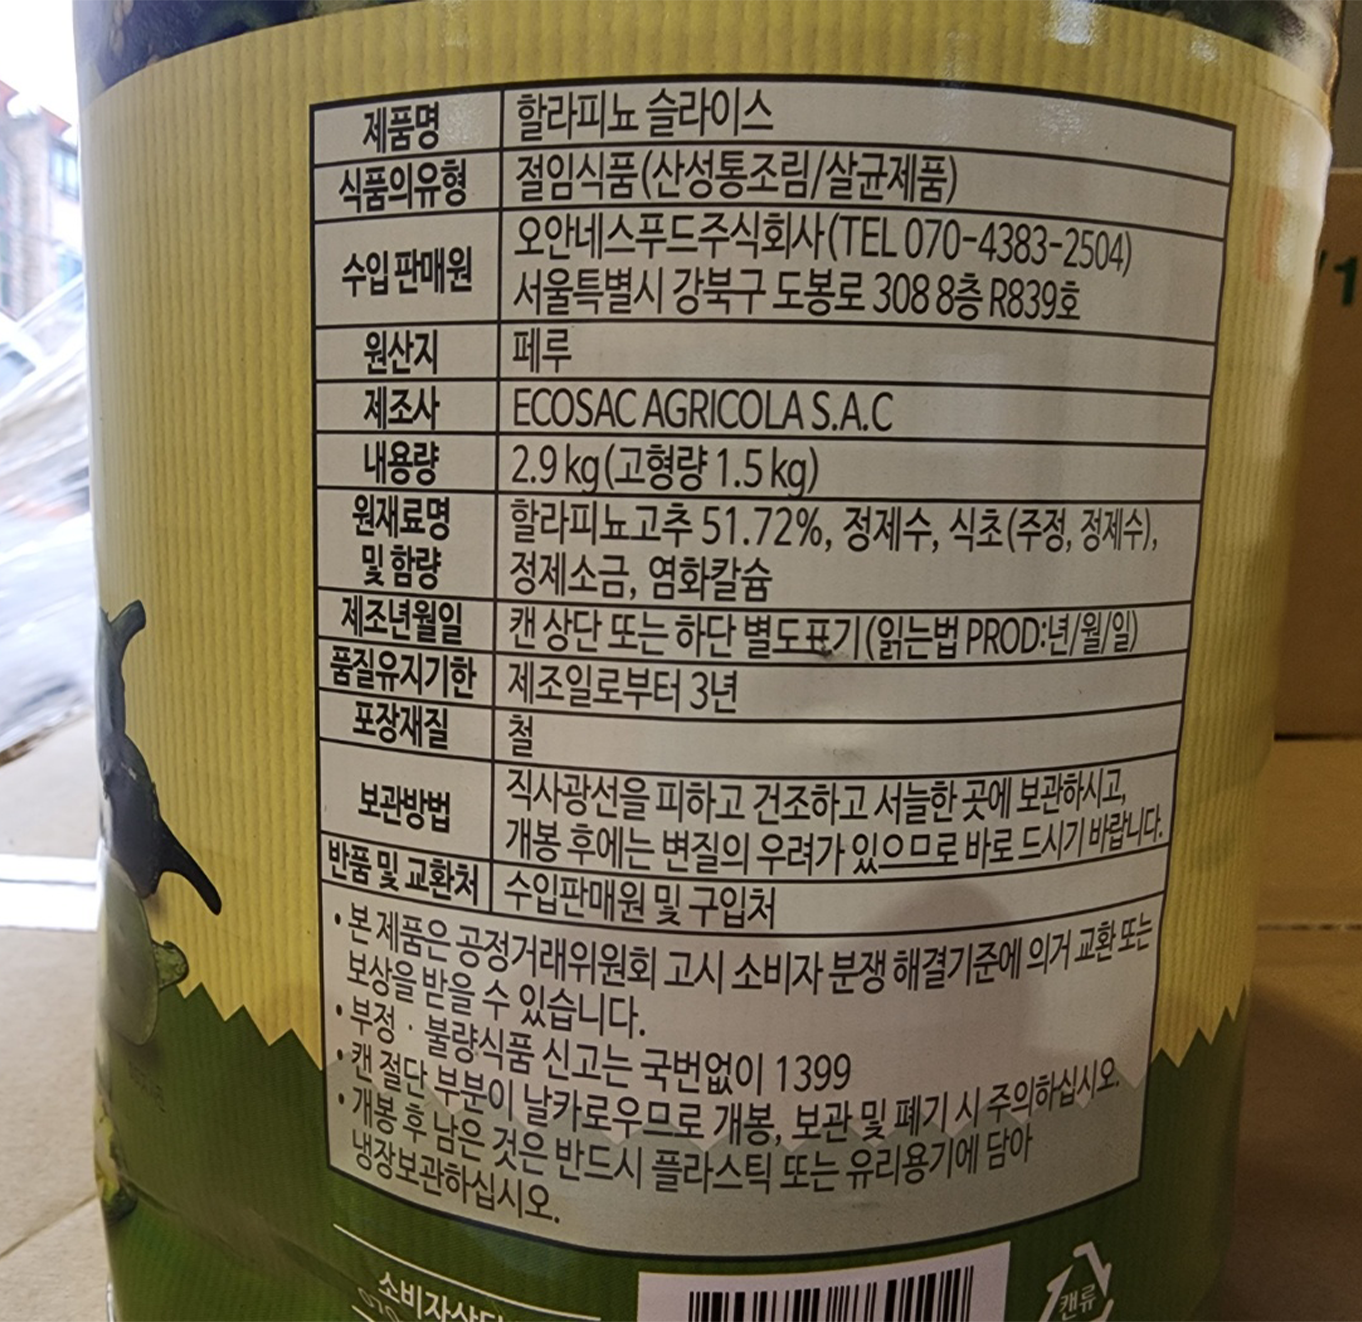 제품명 할라피뇨 슬라이스
식품의유형 절임식품(산성통조림/살균제품)
수입 판매원 오안네스푸드주식회사(TEL 070-4383-2504)
서울특별시 강북구 도봉로 308 8층 R839호
원산지 페루
제조사 ECOSAC AGRICOLA S.A.C
내용량 2.9 kg(고형량 1.5 kg)
원재료명 할라피뇨고추 51.72%, 정제수, 식초(주정, 정제수),
및 함량 정제소금, 염화칼슘
제조년월일 캔 상단 또는 하단 별도표기(읽는법 PROD:년/월/일)
품질유지기한 제조일로부터 3년
포장재질 철
보관방법 직사광선을 피하고 건조하고 서늘한 곳에 보관하시고,
개봉 후에는 변질의 우려가 있으므로 바로 드시기 바랍니다.
반품 및 교환처 수입판매원 및 구입처
• 본 제품은 공정거래위원회 고시 소비자 분쟁 해결기준에 의거 교환 또는
보상을 받을 수 있습니다.
• 부정 · 불량식품 신고는 국번없이 1399
• 캔 절단 부분이 날카로우므로 개봉, 보관 및 폐기 시 주의하십시오.
• 개봉 후 남은 것은 반드시 플라스틱 또는 유리용기에 담아
냉장보관하십시오.
캔류